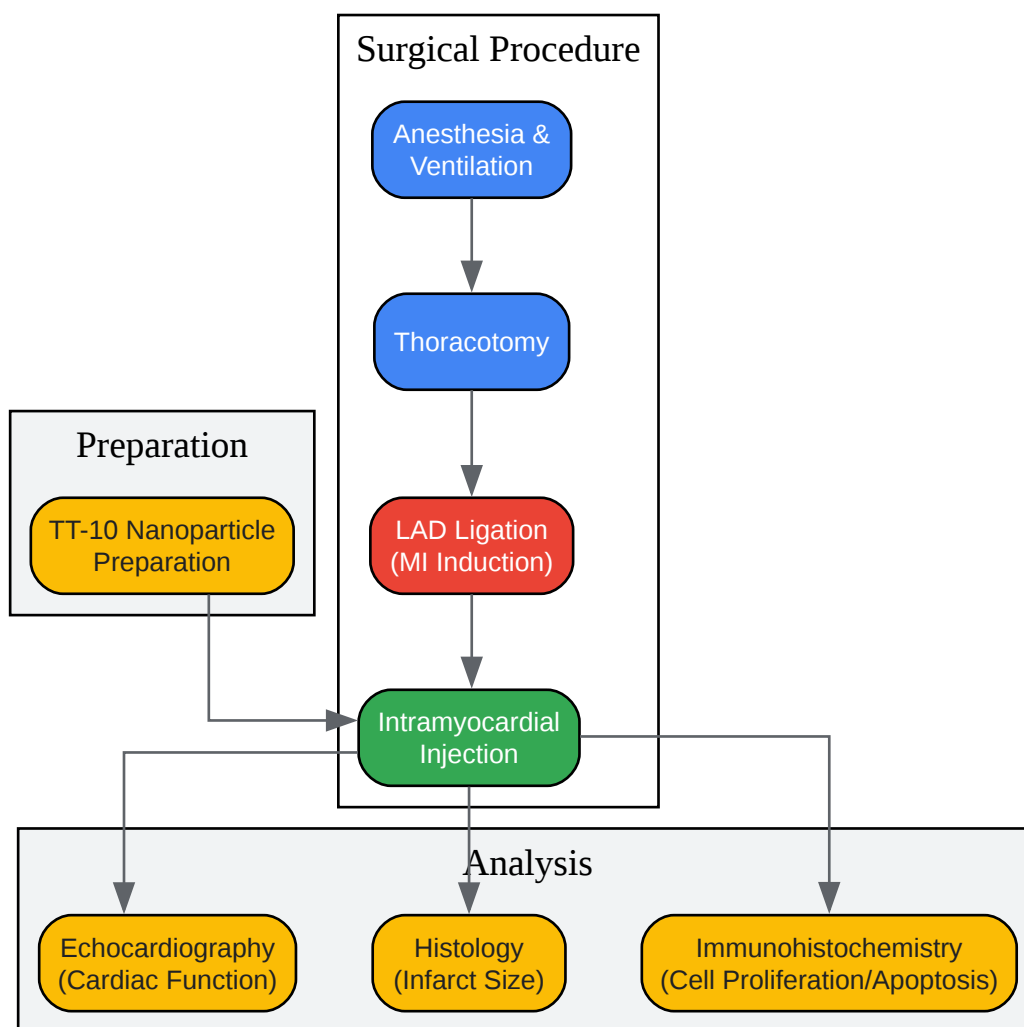 Surgical Procedure
Anesthesia &
Ventilation
Thoracotomy
Preparation
TT-10 Nanoparticle
Preparation
LAD Ligation
(MI Induction)
Intramyocardial
Injection
Analysis
Echocardiography
(Cardiac Function)
Histology
(Infarct Size)
Immunohistochemistry
(Cell Proliferation/Apoptosis)